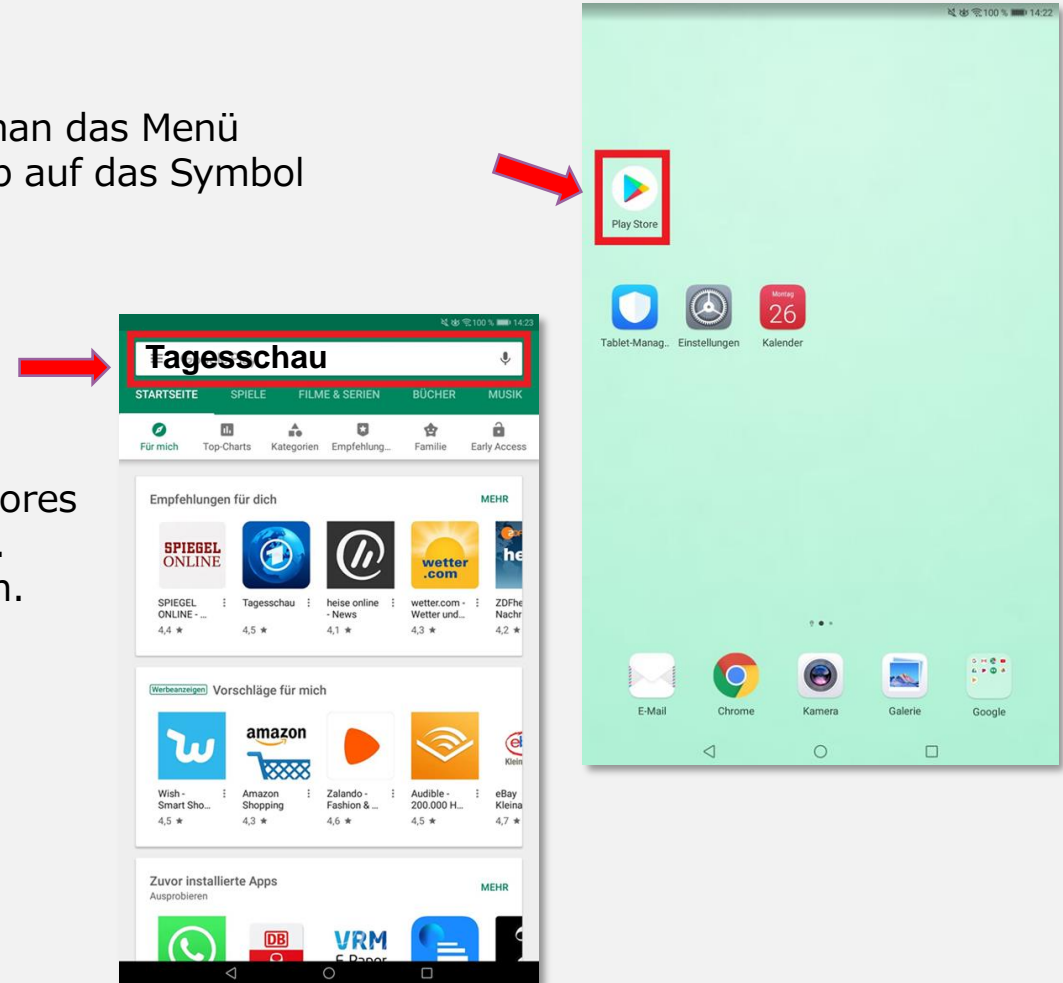 nan das Menü
auf das Symbol
ores
n.
100 % 14:22
Play Store
Montag
26
Tablet-Manag.. Einstellungen Kalender
E-Mail Chrome Kamera Galerie Google
100 % 14:23
Tagesschau
STARTSEITE SPIELE FILME & SERIEN BÜCHER MUSIK
Für mich Top-Charts Kategorien Empfehlung... Familie Early Access
Empfehlungen für dich MEHR
SPIEGEL
ONLINE
wetter
.com
he
SPIEGEL
ONLINE - ...
4,4 ★
Tagesschau
4,5 ★
heise online
- News
4,1 ★
wetter.com -
Wetter und...
4,3 ★
ZDFhe
Nachr
4,2 ★
Werbeanzeigen Vorschläge für mich
amazon
Klein
Wish -
Smart Sho...
4,5 ★
Amazon
Shopping
4,3 ★
Zalando -
Fashion & ...
4,6 ★
Audible -
200.000 H...
4,5 ★
eBay
Kleina
4,7 ★
Zuvor installierte Apps MEHR
Ausprobieren
DB
VRM
E-Paper